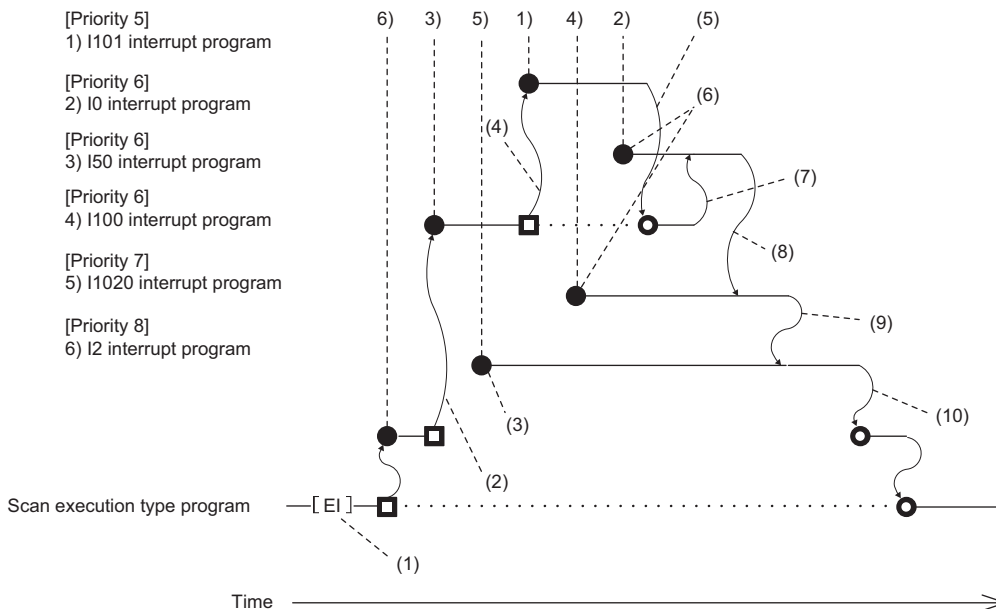 [Priority 5]
1) I101 interrupt program
[Priority 6]
2) I0 interrupt program
[Priority 6]
3) I50 interrupt program
[Priority 6]
4) I100 interrupt program
[Priority 7]
5) I1020 interrupt program
[Priority 8]
6) I2 interrupt program
6) 3) 5) 1) 4) 2) (5)
(6)
(4)
(7)
(8)
(9)
(10)
(3)
(2)
Scan execution type program [ EI ]
(1)
Time